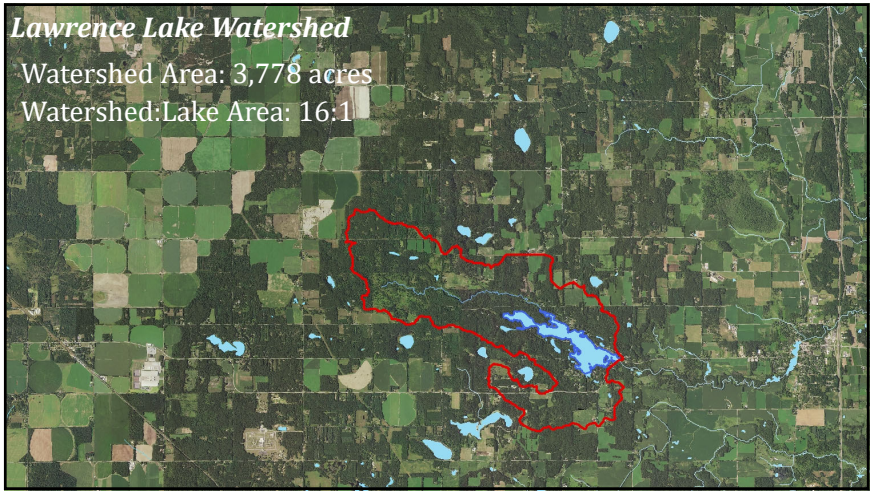 Lawrence Lake Watershed
Watershed Area: 3,778 acres
Watershed:Lake Area: 16:1